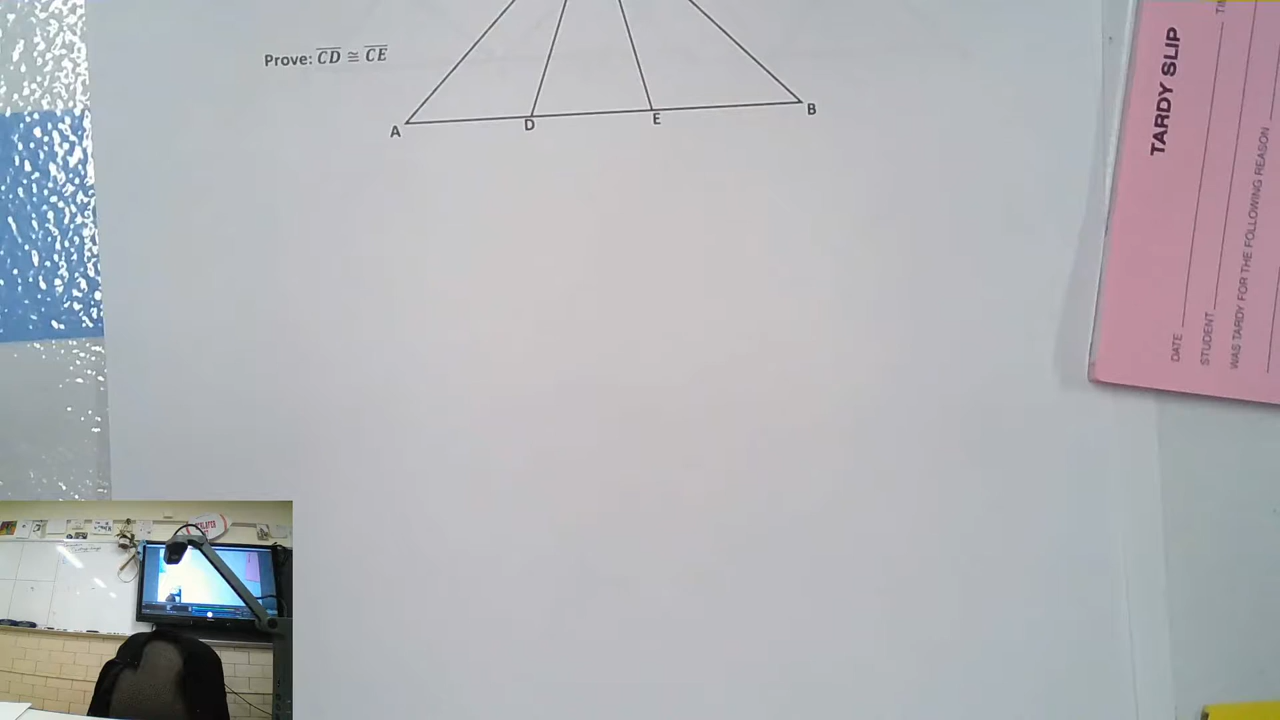 Prove: CD ≅ CE
A
D
E
B
TARDY SLIP
DATE
STUDENT
WAS TARDY FOR THE FOLLOWING REASON